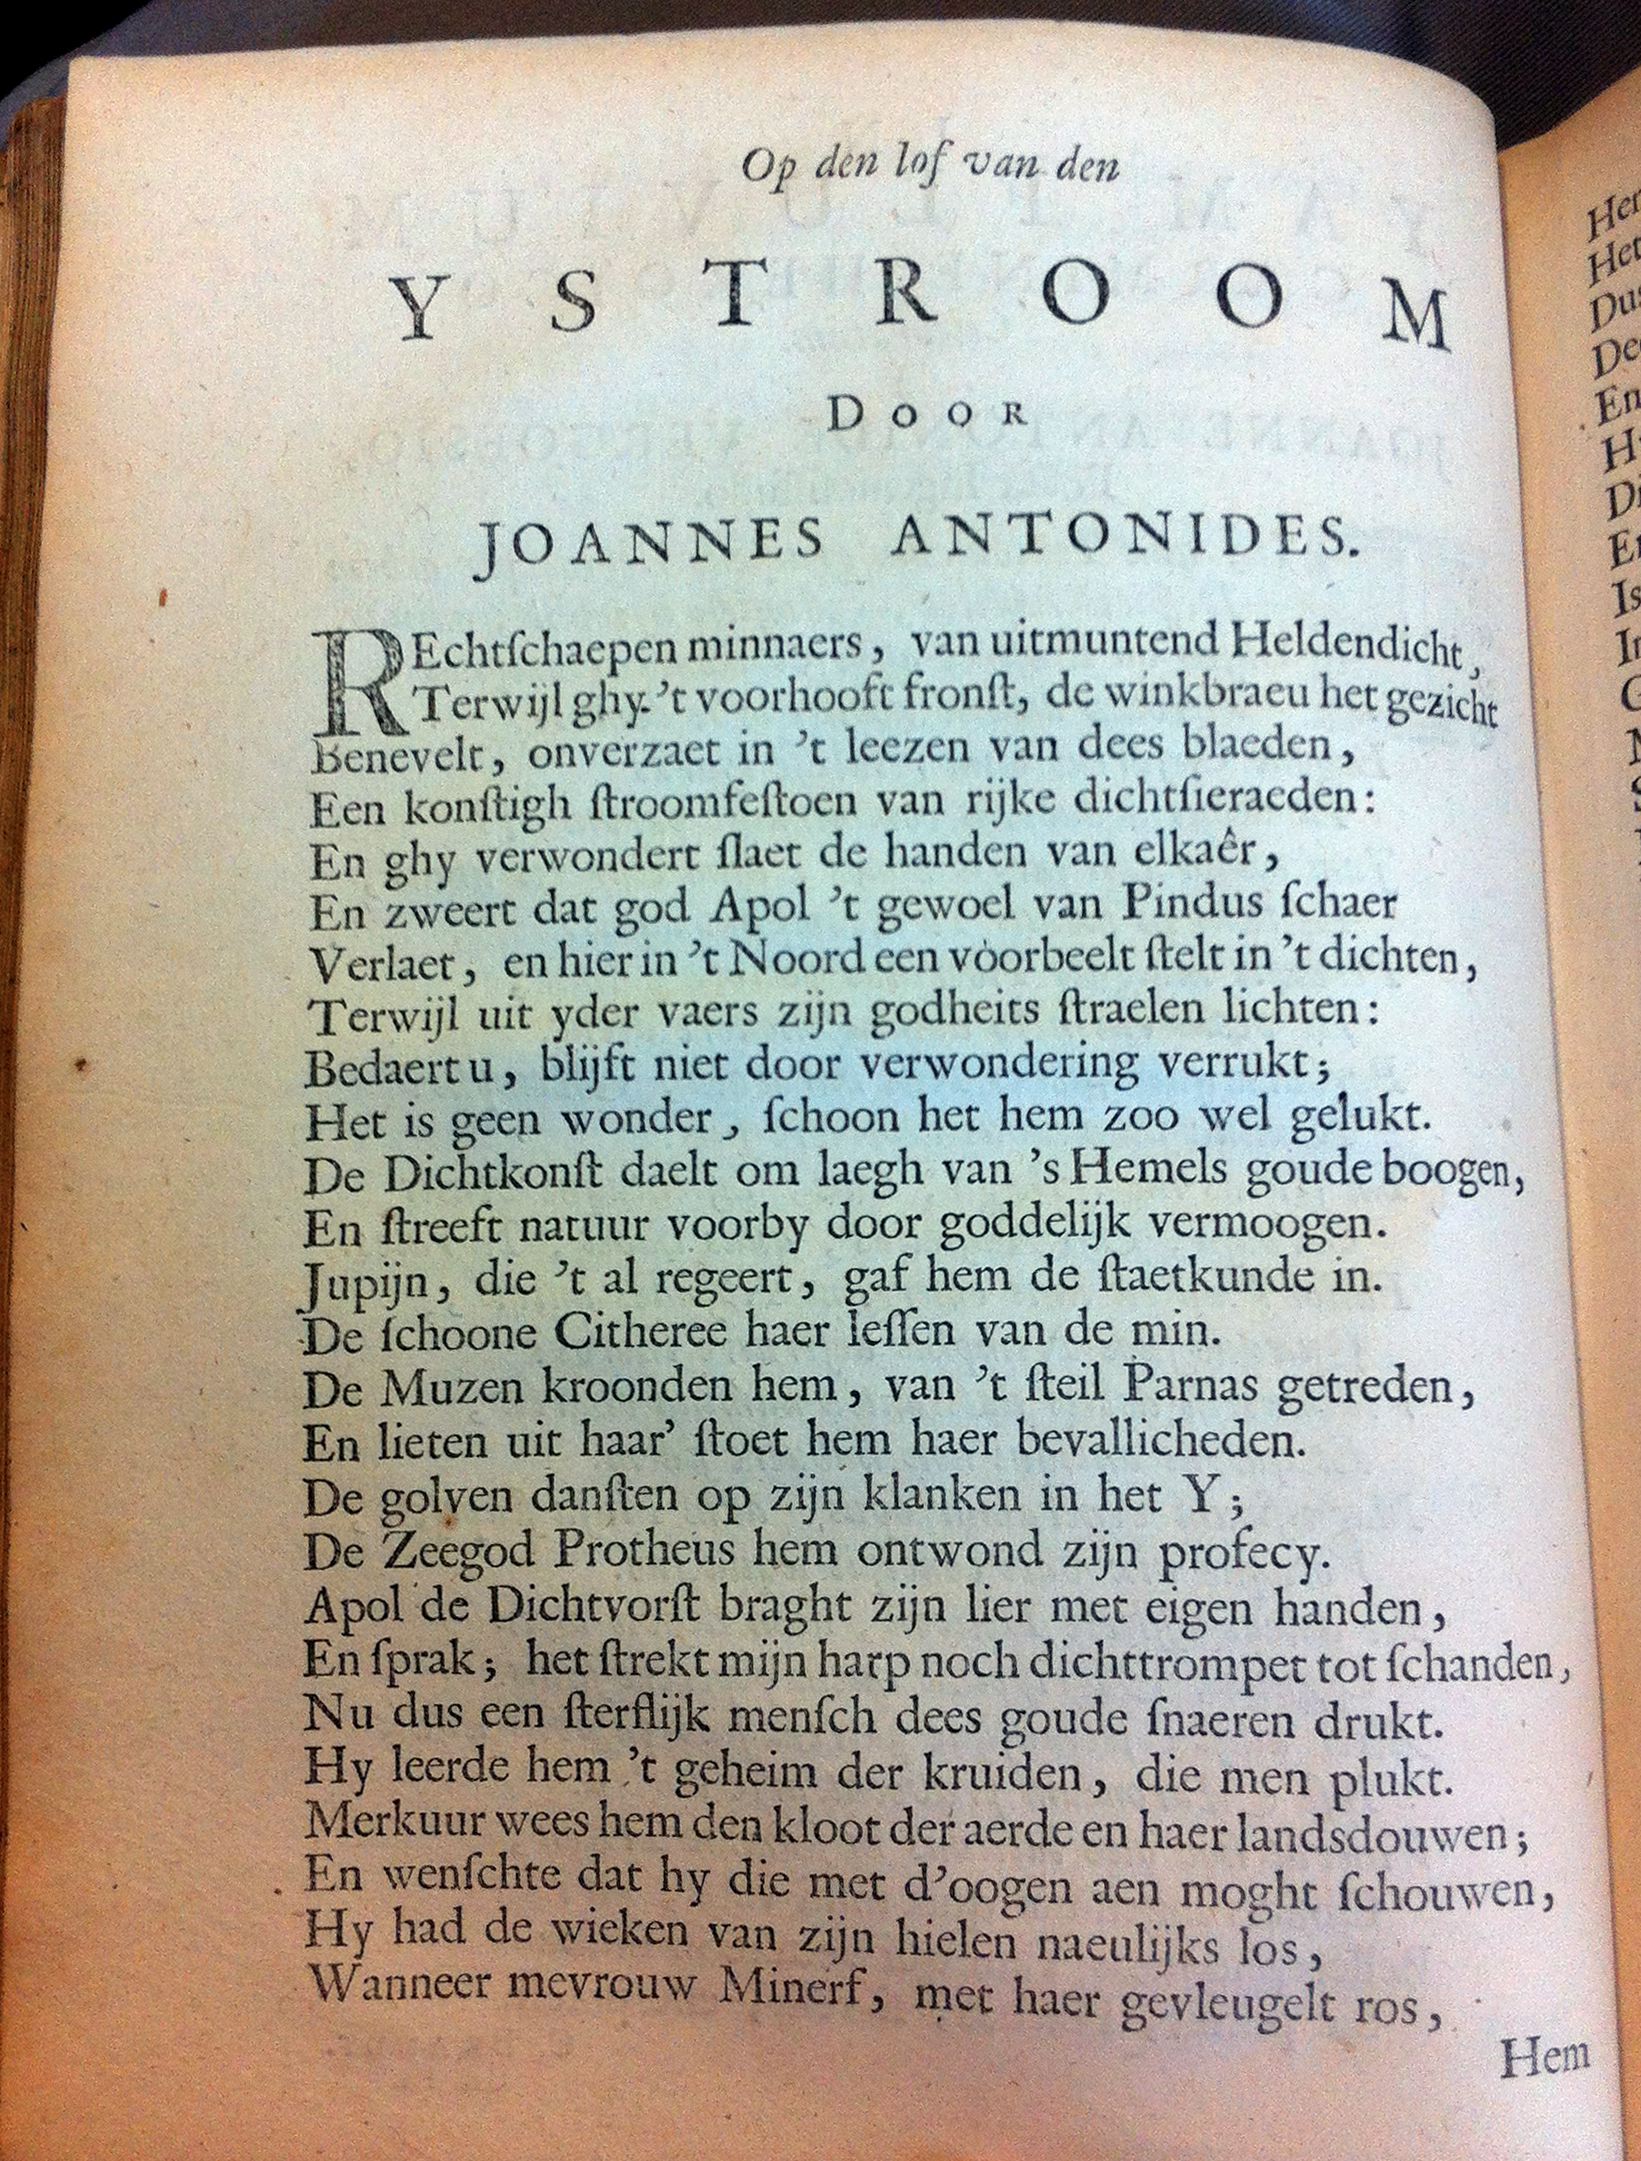 Op den lof van den
YSTROOM
DOOR
JOANNES ANTONIDES.
REchtſchaepen minnaers, van uitmuntend Heldendicht,
Terwijl ghy 't voorhooft fronſt, de winkbraeu het gezicht
Benevelt, onverzaet in 't leezen van dees blaeden,
Een konſtigh ſtroomfeſtoen van rijke dichtſieraeden:
En ghy verwondert ſlaet de handen van elkaêr,
En zweert dat god Apol 't gewoel van Pindus ſchaer
Verlaet, en hier in 't Noord een voorbeelt ſtelt in 't dichten,
Terwijl uit yder vaers zijn godheits ſtraelen lichten:
Bedaert u, blijft niet door verwondering verrukt;
Het is geen wonder, ſchoon het hem zoo wel gelukt.
De Dichtkonſt daelt om laegh van 's Hemels goude boogen,
En ſtreeft natuur voorby door goddelijk vermoogen.
Jupijn, die 't al regeert, gaf hem de ſtaetkunde in.
De ſchoone Citheree haer leſſen van de min.
De Muzen kroonden hem, van 't ſteil Parnas getreden,
En lieten uit haar' ſtoet hem haer bevallicheden.
De golven danſten op zijn klanken in het Y;
De Zeegod Protheus hem ontwond zijn profecy.
Apol de Dichtvorſt braght zijn lier met eigen handen,
En ſprak; het ſtrekt mijn harp noch dichttrompet tot ſchanden,
Nu dus een ſterflijk menſch dees goude ſnaeren drukt.
Hy leerde hem 't geheim der kruiden, die men plukt.
Merkuur wees hem den kloot der aerde en haer landsdouwen;
En wenſchte dat hy die met d'oogen aen moght ſchouwen,
Hy had de wieken van zijn hielen naeulijks los,
Wanneer mevrouw Minerf, met haer gevleugelt ros,
Hem